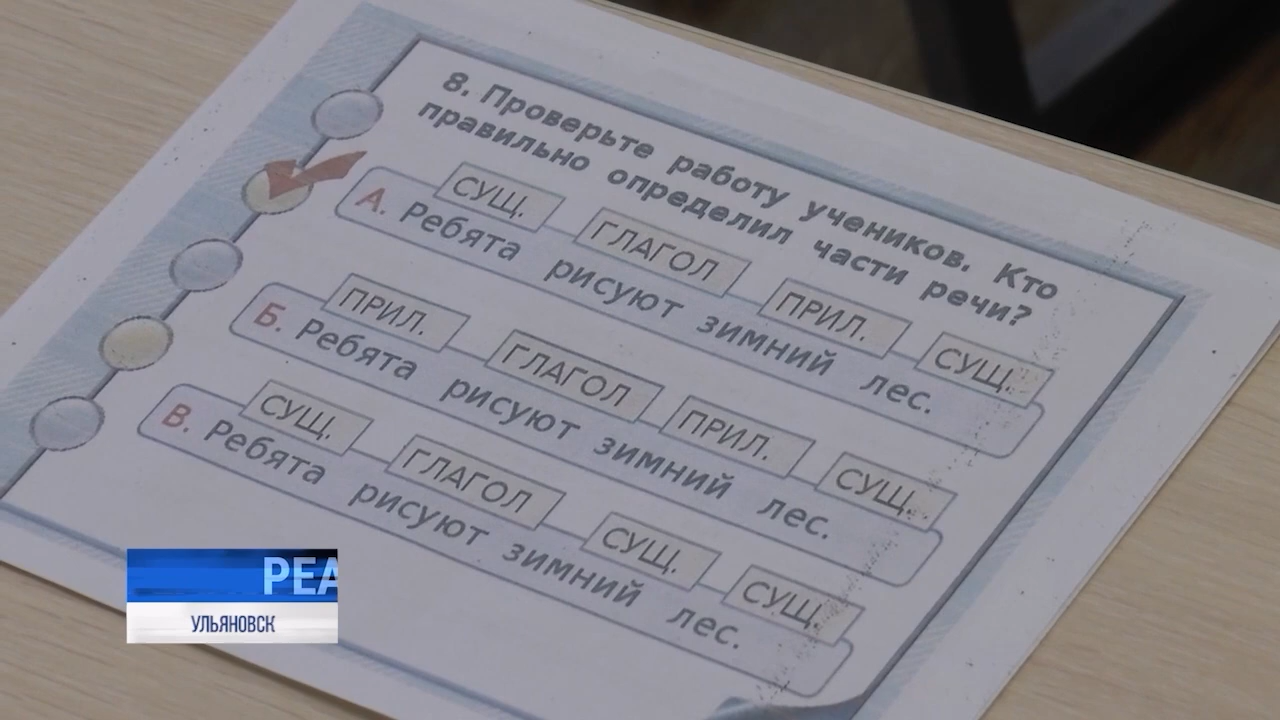 8. Проверьте работу учеников. Кто
правильно определил части речи?
СУЩ. ГЛАГОЛ ПРИЛ. СУЩ.
А. Ребята рисуют зимний лес.
ПРИЛ. ГЛАГОЛ ПРИЛ. СУЩ.
Б. Ребята рисуют зимний лес.
СУЩ. ГЛАГОЛ СУЩ. СУЩ.
В. Ребята рисуют зимний лес.
РЕА
УЛЬЯНОВСК